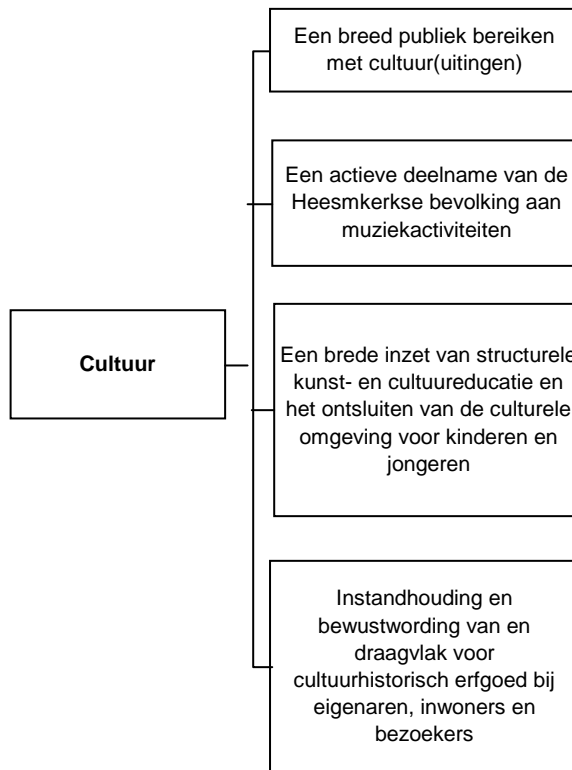 Een breed publiek bereiken
met cultuur(uitingen)
Een actieve deelname van de
Heesmkerkse bevolking aan
muziekactiviteiten
Cultuur
Een brede inzet van structurele
kunst- en cultuureducatie en
het ontsluiten van de culturele
omgeving voor kinderen en
jongeren
Instandhouding en
bewustwording van en
draagvlak voor
cultuurhistorisch erfgoed bij
eigenaren, inwoners en
bezoekers